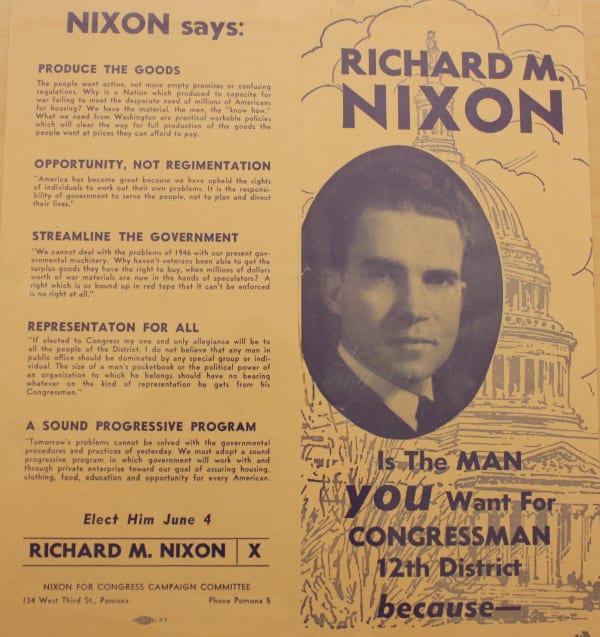 NIXON says:
PRODUCE THE GOODS
The people want action, not more empty promises or confusing
regulations. Why is a Nation which produced to capacity for
war failing to meet the desperate need of millions of Americans
for housing? We have the material, the men, the "know how."
What we need from Washington are practical workable policies
which will clear the way for full production of the goods the
people want at prices they can afford to pay.
OPPORTUNITY, NOT REGIMENTATION
"America has become great because we have upheld the rights
of individuals to work out their own problems. It is the responsi-
bility of government to serve the people, not to plan and direct
their lives."
STREAMLINE THE GOVERNMENT
"We cannot deal with the problems of 1946 with our present gov-
ernmental machinery. Why haven't veterans been able to get the
surplus goods they have the right to buy, when millions of dollars
worth of war materials are now in the hands of speculators? A
right which is so bound up in red tape that it can't be enforced
is no right at all."
REPRESENTATON FOR ALL
"If elected to Congress my one and only allegiance will be to
all the people of the District. I do not believe that any man in
public office should be dominated by any special group or indi-
vidual. The size of a man's pocketbook or the political power of
an organization to which he belongs should have no bearing
whatever on the kind of representation he gets from his
Congressman."
A SOUND PROGRESSIVE PROGRAM
"Tomorrow's problems cannot be solved with the governmental
procedures and practices of yesterday. We must adopt a sound
progressive program in which government will work with and
through private enterprise toward our goal of assuring housing,
clothing, food, education and opportunity for every American.
Elect Him June 4
RICHARD M. NIXON X
NIXON FOR CONGRESS CAMPAIGN COMMITTEE
134 West Third St., Pomona Phone Pomona 5
RICHARD M.
NIXON
Is The MAN
you Want For
CONGRESSMAN
12th District
because—